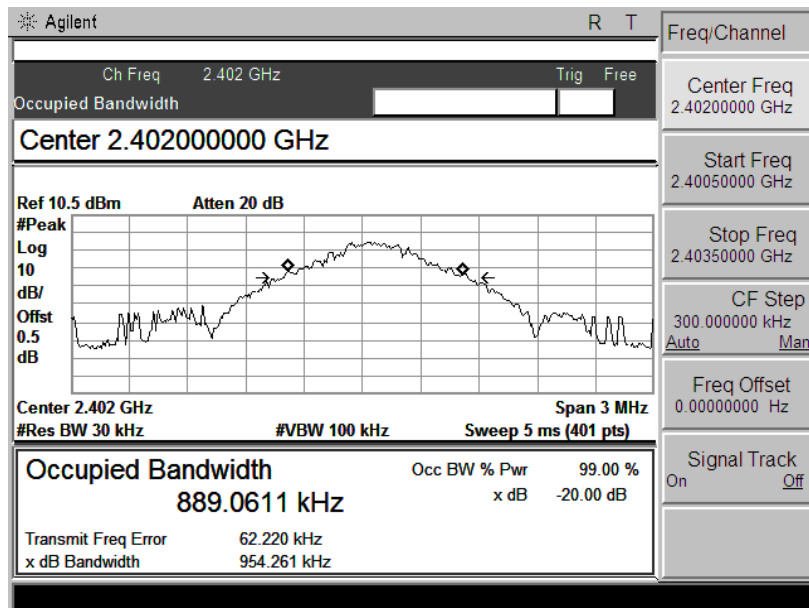 Agilent R T
Ch Freq 2.402 GHz Trig Free
Occupied Bandwidth
Center 2.402000000 GHz
Ref 10.5 dBm Atten 20 dB
#Peak
Log
10
dB/
Offst
0.5
dB
Center 2.402 GHz Span 3 MHz
#Res BW 30 kHz #VBW 100 kHz Sweep 5 ms (401 pts)
Occupied Bandwidth
889.0611 kHz
Occ BW % Pwr 99.00 %
x dB -20.00 dB
Transmit Freq Error 62.220 kHz
x dB Bandwidth 954.261 kHz
Freq/Channel
Center Freq
2.40200000 GHz
Start Freq
2.40050000 GHz
Stop Freq
2.40350000 GHz
CF Step
300.000000 kHz
Auto Man
Freq Offset
0.00000000 Hz
Signal Track
On Off